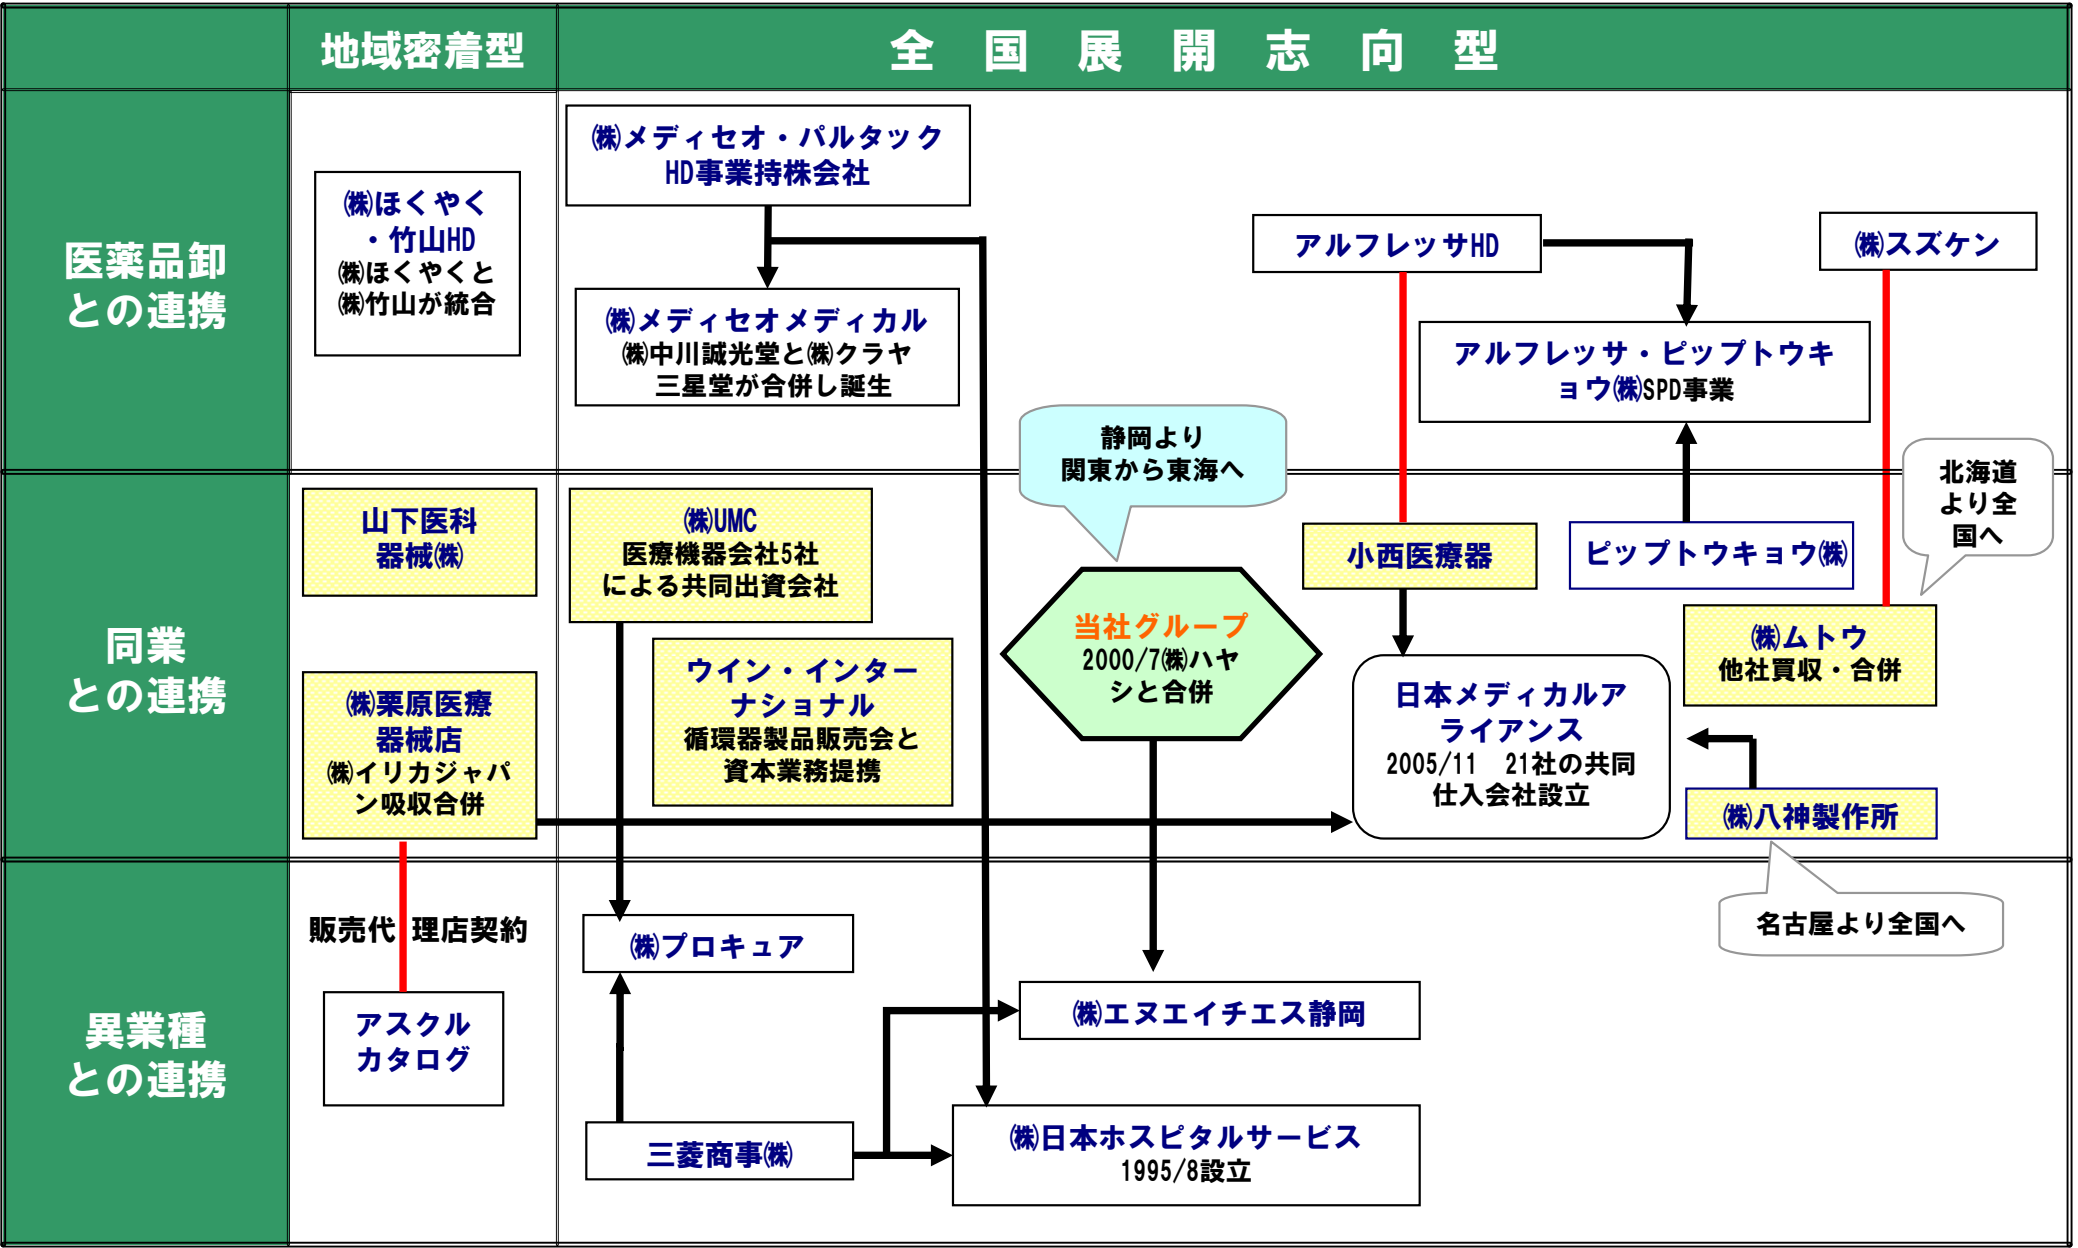 地域密着型
全国展開志向型
医薬品卸
との連携
㈱ほくやく
・竹山HD
㈱ほくやくと
㈱竹山が統合
㈱メディセオ・パルタック
HD事業持株会社
㈱メディセオメディカル
㈱中川誠光堂と㈱クラヤ
三星堂が合併し誕生
アルフレッサHD
㈱スズケン
アルフレッサ・ピップトウキ
ョウ㈱SPD事業
静岡より
関東から東海へ
北海道
より全
国へ
同業
との連携
山下医科
器械㈱
㈱栗原医療
器械店
㈱イリカジャパ
ン吸収合併
㈱UMC
医療機器会社5社
による共同出資会社
ウイン・インター
ナショナル
循環器製品販売会と
資本業務提携
当社グループ
2000/7㈱ハヤ
シと合併
小西医療器
ピップトウキョウ㈱
㈱ムトウ
他社買収・合併
日本メディカルア
ライアンス
2005/11　21社の共同
仕入会社設立
㈱八神製作所
名古屋より全国へ
異業種
との連携
販売代理店契約
アスクル
カタログ
㈱プロキュア
三菱商事㈱
㈱エヌエイチエス静岡
㈱日本ホスピタルサービス
1995/8設立